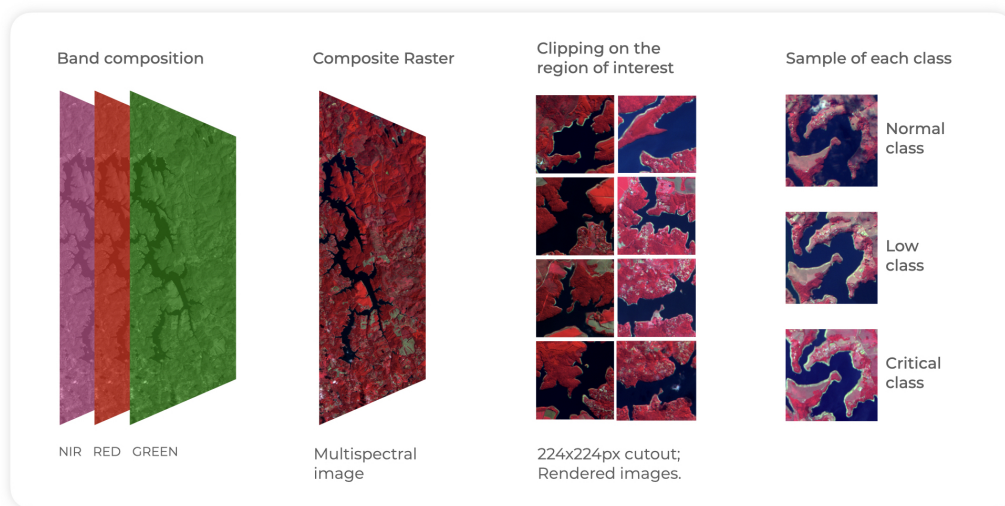 Band composition
Composite Raster
Clipping on the
region of interest
Sample of each class
Normal
class
Low
class
Critical
class
NIR RED GREEN
Multispectral
image
224x224px cutout;
Rendered images.